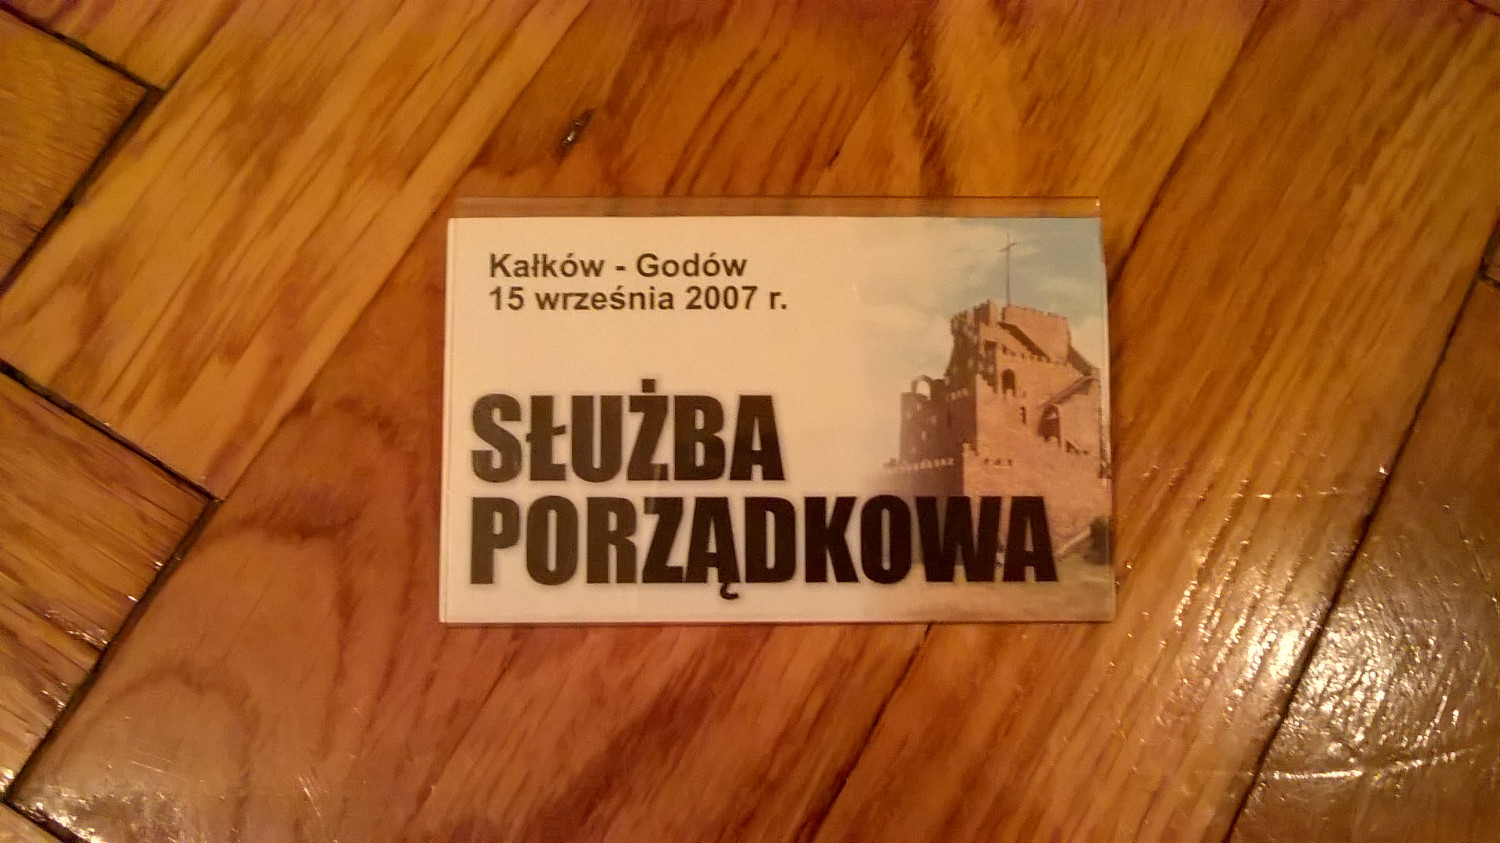 Kałków - Godów
15 września 2007 r.
SŁUŻBA
PORZĄDKOWA